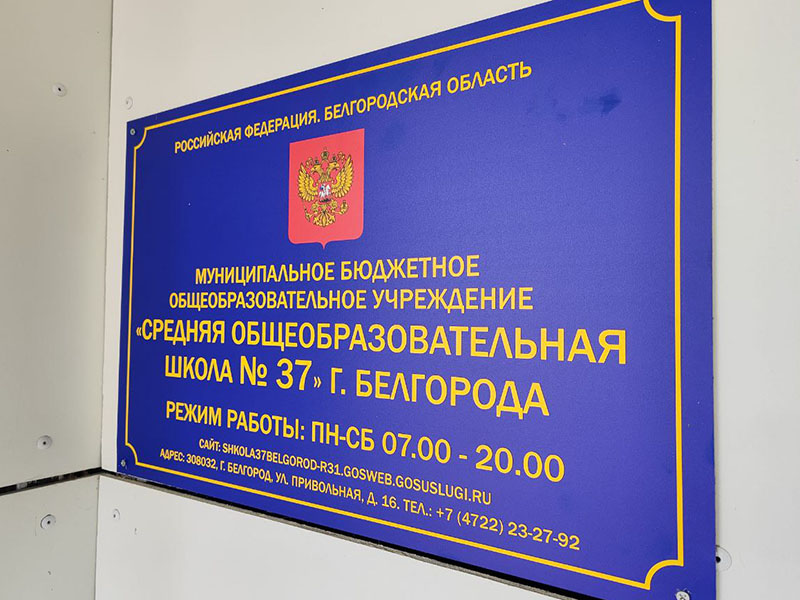 РОССИЙСКАЯ ФЕДЕРАЦИЯ. БЕЛГОРОДСКАЯ ОБЛАСТЬ
МУНИЦИПАЛЬНОЕ БЮДЖЕТНОЕ
ОБЩЕОБРАЗОВАТЕЛЬНОЕ УЧРЕЖДЕНИЕ
«СРЕДНЯЯ ОБЩЕОБРАЗОВАТЕЛЬНАЯ
ШКОЛА № 37» Г. БЕЛГОРОДА
РЕЖИМ РАБОТЫ: ПН-СБ 07.00 - 20.00
САЙТ: SHKOLA37BELGOROD-R31.GOSWEB.GOSUSLUGI.RU
АДРЕС: 308032, Г. БЕЛГОРОД, УЛ. ПРИВОЛЬНАЯ, Д. 16. ТЕЛ.: +7 (4722) 23-27-92